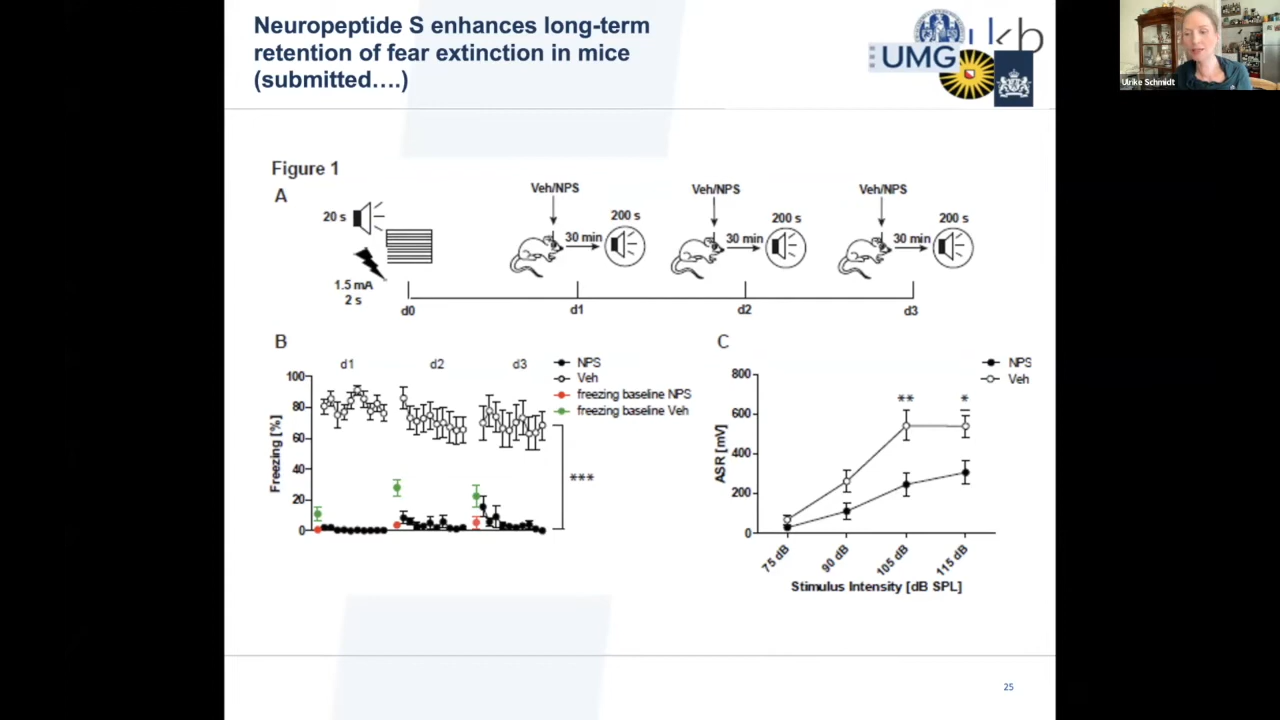 Neuropeptide S enhances long-term
retention of fear extinction in mice
(submitted....)
UMG
ukb
Ulrike Schmidt
Figure 1
A
20 s
1.5 mA
2 s
Veh/NPS
30 min
200 s
Veh/NPS
30 min
200 s
Veh/NPS
30 min
200 s
d0
d1
d2
d3
B
d1
d2
d3
NPS
Veh
freezing baseline NPS
freezing baseline Veh
Freezing [%]
100
80
60
40
20
0
***
C
NPS
Veh
ASR [mV]
800
600
400
200
0
**
*
75 dB
90 dB
105 dB
115 dB
Stimulus Intensity [dB SPL]
25